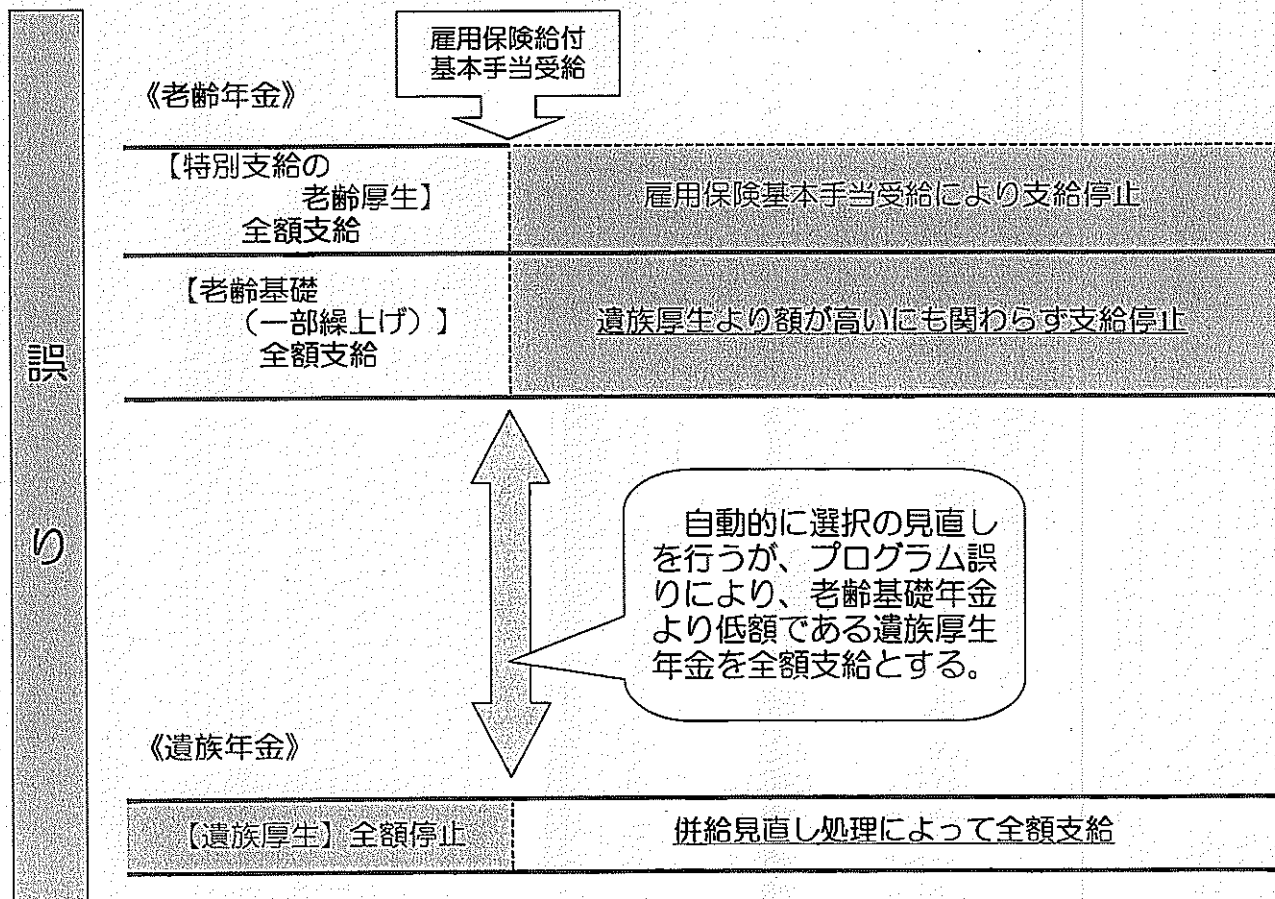 誤り
雇用保険給付
基本手当受給
《老齢年金》
【特別支給の
老齢厚生】
全額支給
雇用保険基本手当受給により支給停止
【老齢基礎
（一部繰上げ）】
全額支給
遺族厚生より額が高いにも関わらず支給停止
自動的に選択の見直し
を行うが、プログラム誤
りにより、老齢基礎年金
より低額である遺族厚生
年金を全額支給とする。
《遺族年金》
【遺族厚生】全額停止
併給見直し処理によって全額支給